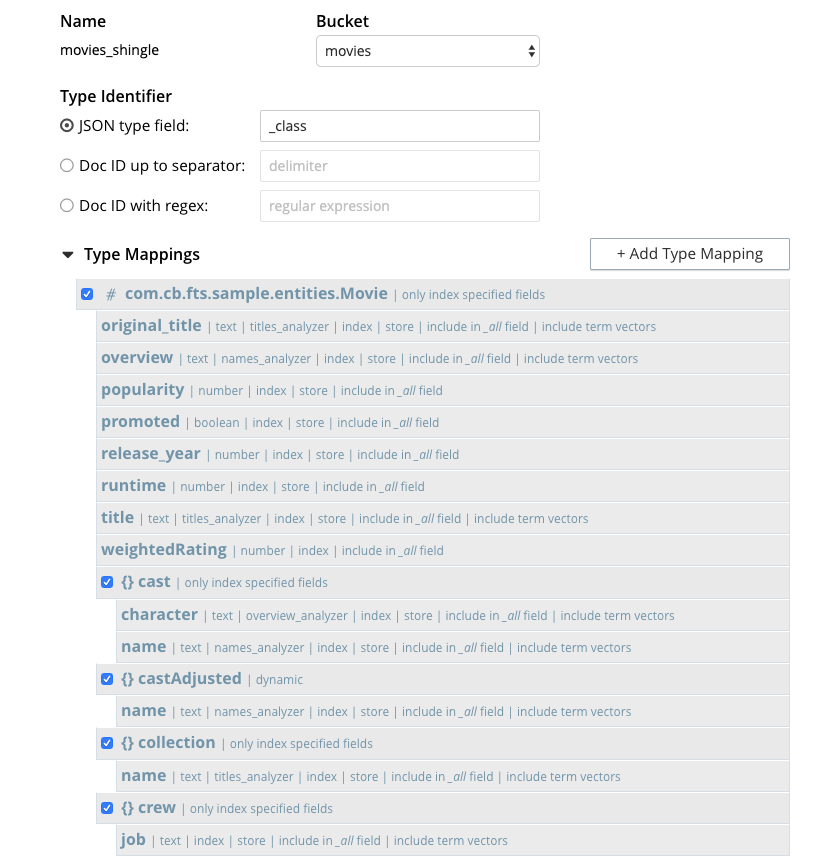 Name Bucket
movies_shingle movies
Type Identifier
JSON type field: _class
Doc ID up to separator: delimiter
Doc ID with regex: regular expression
Type Mappings + Add Type Mapping
# com.cb.fts.sample.entities.Movie | only index specified fields
original_title | text | titles_analyzer | index | store | include in _all field | include term vectors
overview | text | names_analyzer | index | store | include in _all field | include term vectors
popularity | number | index | store | include in _all field
promoted | boolean | index | store | include in _all field
release_year | number | index | store | include in _all field
runtime | number | index | store | include in _all field
title | text | titles_analyzer | index | store | include in _all field | include term vectors
weightedRating | number | index | include in _all field
{} cast | only index specified fields
character | text | overview_analyzer | index | store | include in _all field | include term vectors
name | text | names_analyzer | index | store | include in _all field | include term vectors
{} castAdjusted | dynamic
name | text | names_analyzer | index | store | include in _all field | include term vectors
{} collection | only index specified fields
name | text | titles_analyzer | index | store | include in _all field | include term vectors
{} crew | only index specified fields
job | text | index | store | include in _all field | include term vectors